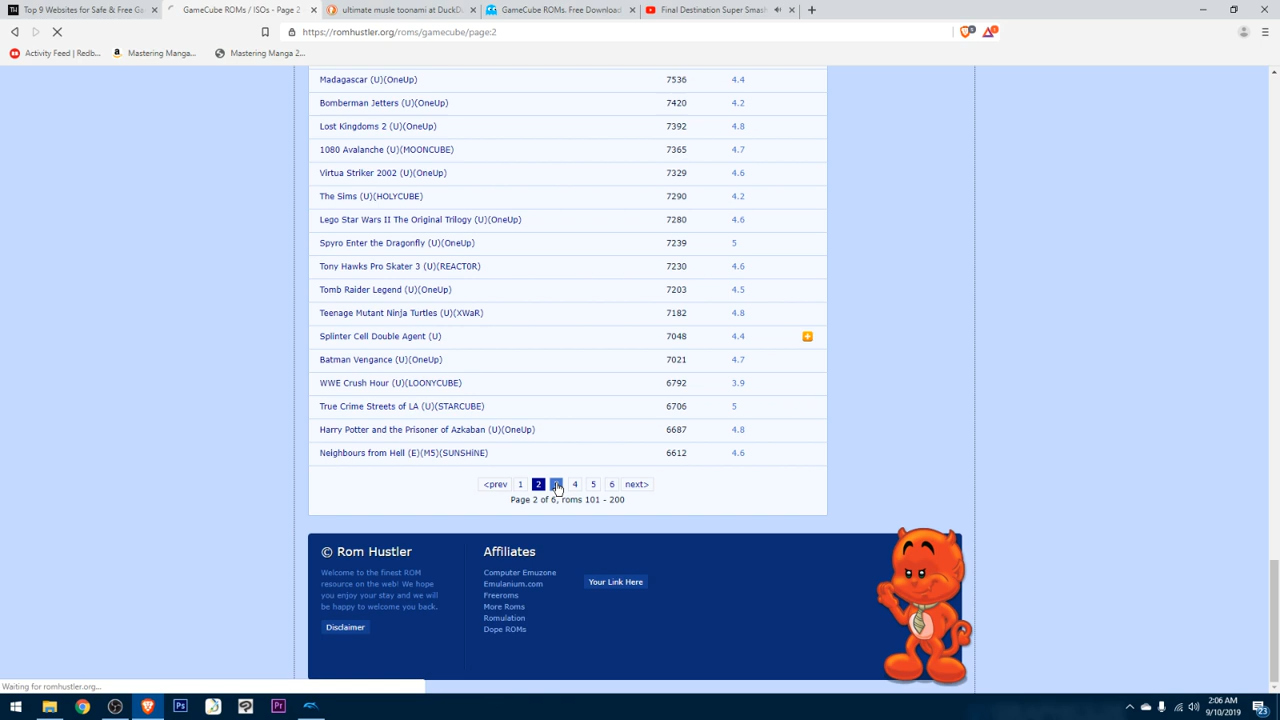 Top 9 Websites for Safe & Free Ga
GameCube ROMs / ISOs - Page 2
ultimate musle toonami at DuckD
GameCube ROMs. Free Download
Final Destination Super Smash
https://romhustler.org/roms/gamecube/page:2
Activity Feed | Redb...
Mastering Manga...
Mastering Manga 2...
Madagascar (U)(OneUp) 7536 4.4
Bomberman Jetters (U)(OneUp) 7420 4.2
Lost Kingdoms 2 (U)(OneUp) 7392 4.8
1080 Avalanche (U)(MOONCUBE) 7365 4.7
Virtua Striker 2002 (U)(OneUp) 7329 4.6
The Sims (U)(HOLYCUBE) 7290 4.2
Lego Star Wars II The Original Trilogy (U)(OneUp) 7280 4.6
Spyro Enter the Dragonfly (U)(OneUp) 7239 5
Tony Hawks Pro Skater 3 (U)(REACT0R) 7230 4.6
Tomb Raider Legend (U)(OneUp) 7203 4.5
Teenage Mutant Ninja Turtles (U)(XWaR) 7182 4.8
Splinter Cell Double Agent (U) 7048 4.4
Batman Vengance (U)(OneUp) 7021 4.7
WWE Crush Hour (U)(LOONYCUBE) 6792 3.9
True Crime Streets of LA (U)(STARCUBE) 6706 5
Harry Potter and the Prisoner of Azkaban (U)(OneUp) 6687 4.8
Neighbours from Hell (E)(M5)(SUNSHiNE) 6612 4.6
<prev 1 2 4 5 6 next>
Page 2 of 6, roms 101 - 200
© Rom Hustler
Welcome to the finest ROM
resource on the web! We hope
you enjoy your stay and we will
be happy to welcome you back.
Disclaimer
Affiliates
Computer Emuzone
Emulanium.com
Freeroms
More Roms
Romulation
Dope ROMs
Your Link Here
Waiting for romhustler.org...
Ps
Pr
2:06 AM
9/10/2019
23